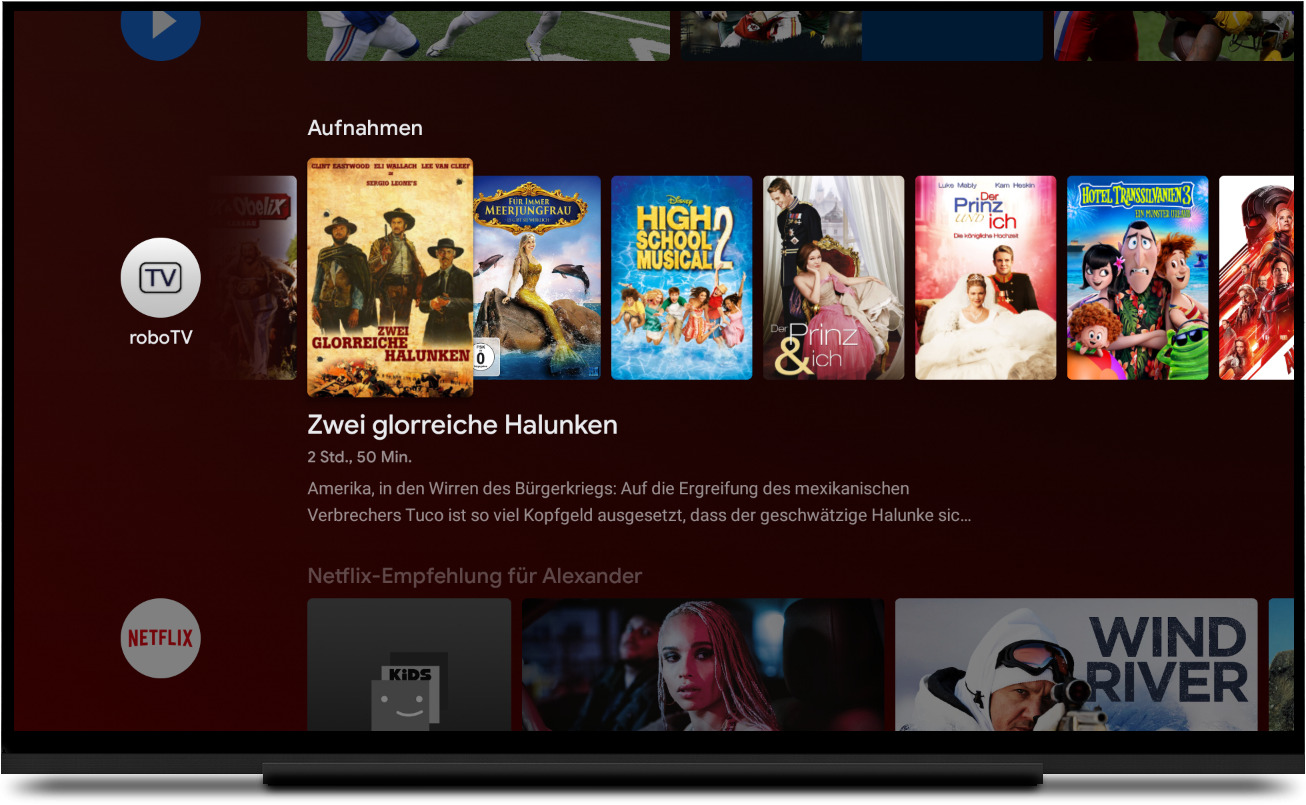 Aufnahmen
CLINT EASTWOOD ELI WALLACH LEE VAN CLEEF
in
SERGIO LEONE'S
ZWEI
GLORREICHE
HALUNKEN
Obelix
FÜR IMMER
MEERJUNGFRAU
FSK
0
Disney
HIGH
SCHOOL
MUSICAL 2
Der
Prinz
& ich
Luke Mably Kam Heskin
Der
Prinz
UND ich
Die königliche Hochzeit
HOTEL TRANSSILVANIEN 3
EIN MONSTER URLAUB
TV
roboTV
Zwei glorreiche Halunken
2 Std., 50 Min.
Amerika, in den Wirren des Bürgerkriegs: Auf die Ergreifung des mexikanischen
Verbrechers Tuco ist so viel Kopfgeld ausgesetzt, dass der geschwätzige Halunke sic...
Netflix-Empfehlung für Alexander
NETFLIX
KiDS
WIND
RIVER